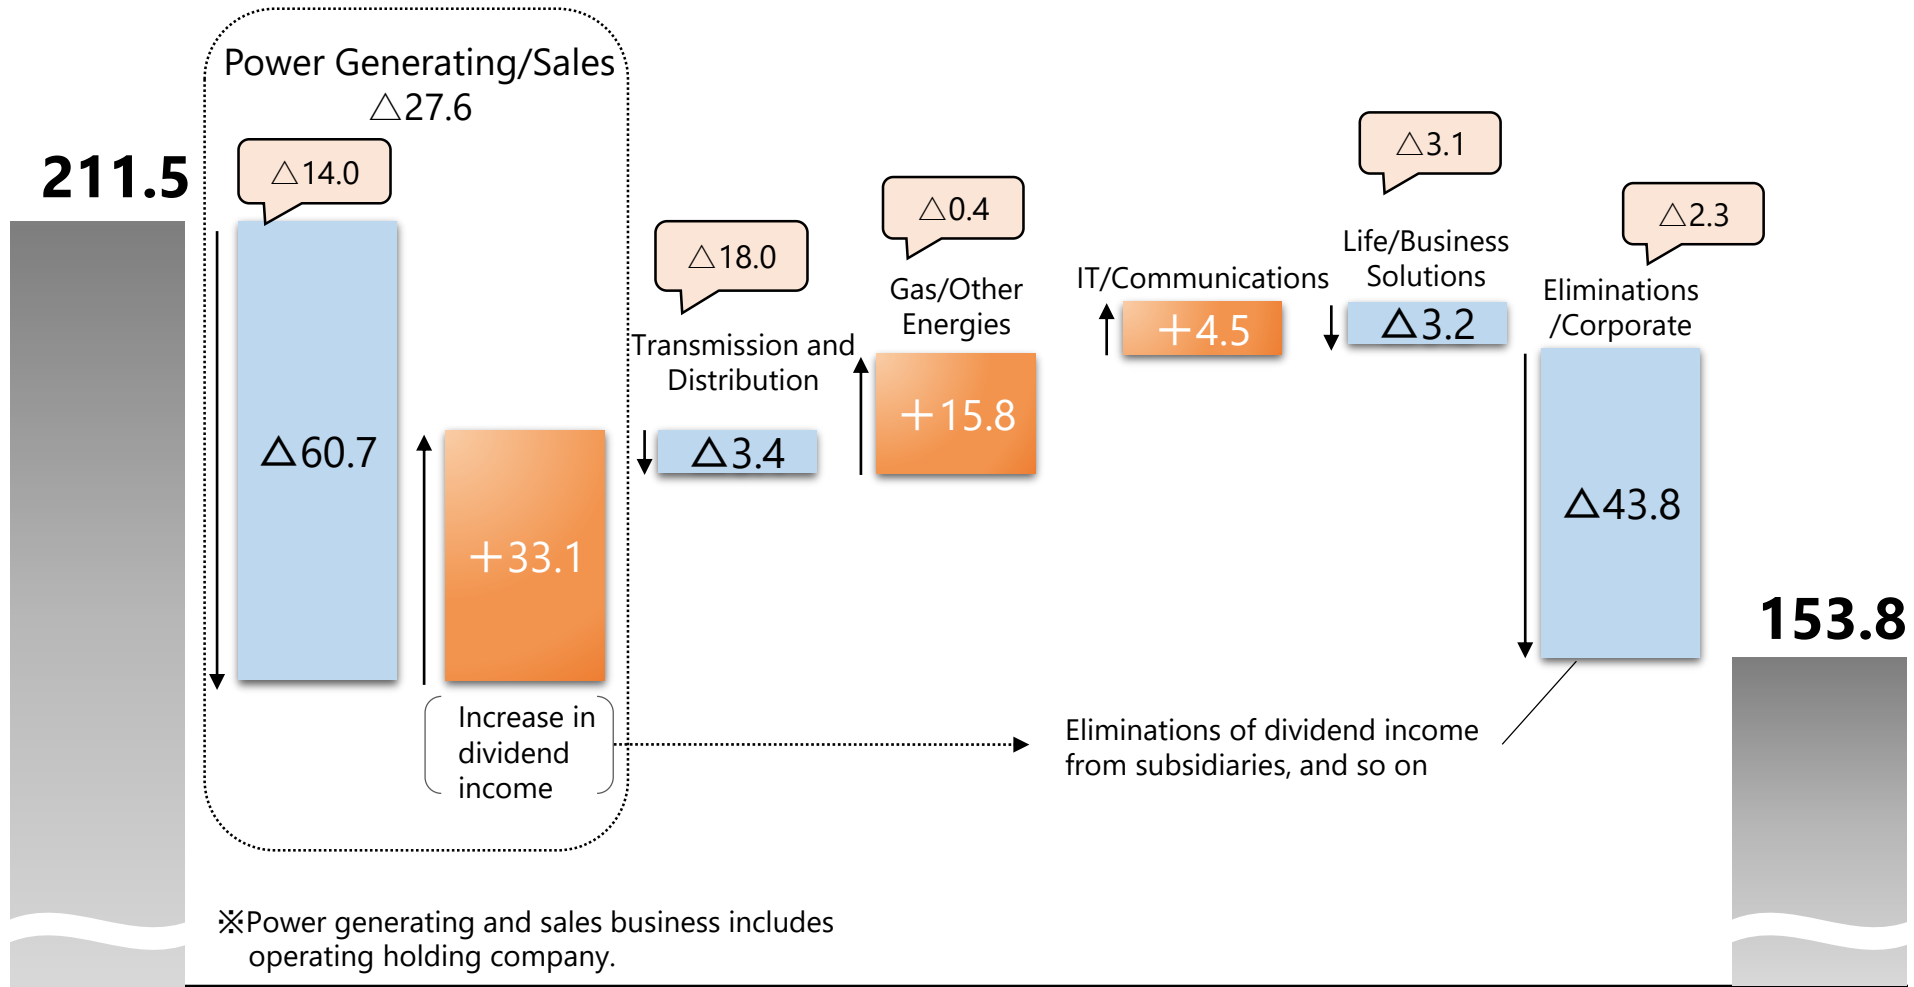 Power Generating/Sales
△27.6
211.5
△14.0
△60.7
+33.1
Increase in
dividend
income
△18.0
Transmission and
Distribution
△3.4
△0.4
Gas/Other
Energies
+15.8
IT/Communications
+4.5
△3.1
Life/Business
Solutions
△3.2
△2.3
Eliminations
/Corporate
△43.8
Eliminations of dividend income
from subsidiaries, and so on
153.8
※Power generating and sales business includes
operating holding company.